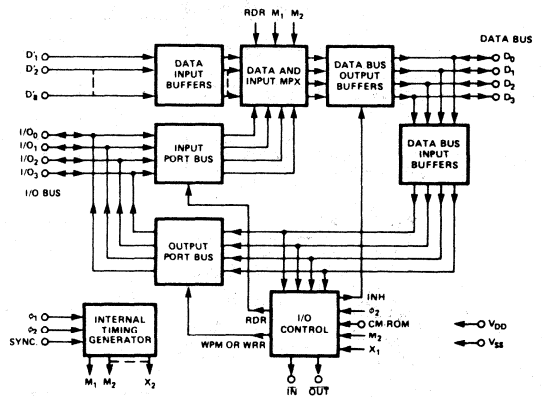 RDR M₁ M₂
DATA BUS
D'₁
D'₂
D'₈
DATA
INPUT
BUFFERS
DATA AND
INPUT MPX
DATA BUS
OUTPUT
BUFFERS
D₀
D₁
D₂
D₃
I/O₀
I/O₁
I/O₂
I/O₃
I/O BUS
INPUT
PORT BUS
DATA BUS
INPUT
BUFFERS
OUTPUT
PORT BUS
RDR
WPM OR WRR
I/O
CONTROL
INH
φ₂
CM-ROM
M₂
X₁
IN OUT
φ₁
φ₂
SYNC.
INTERNAL
TIMING
GENERATOR
M₁ M₂ X₂
V_DD
V_SS